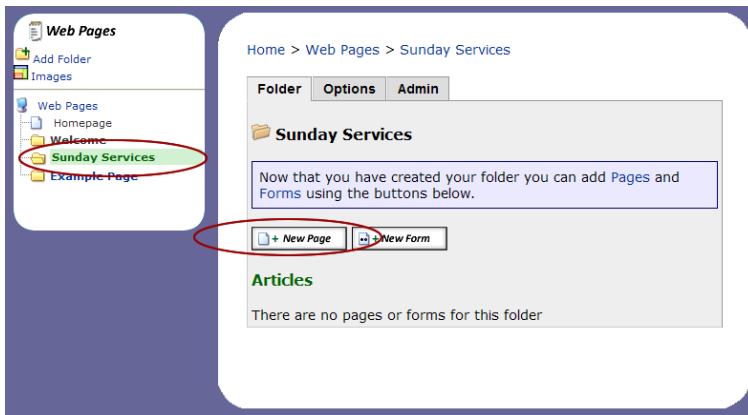 Web Pages
Add Folder
Images
Web Pages
Homepage
Welcome
Sunday Services
Example Page
Home > Web Pages > Sunday Services
Folder Options Admin
Sunday Services
Now that you have created your folder you can add Pages and
Forms using the buttons below.
+ New Page + New Form
Articles
There are no pages or forms for this folder